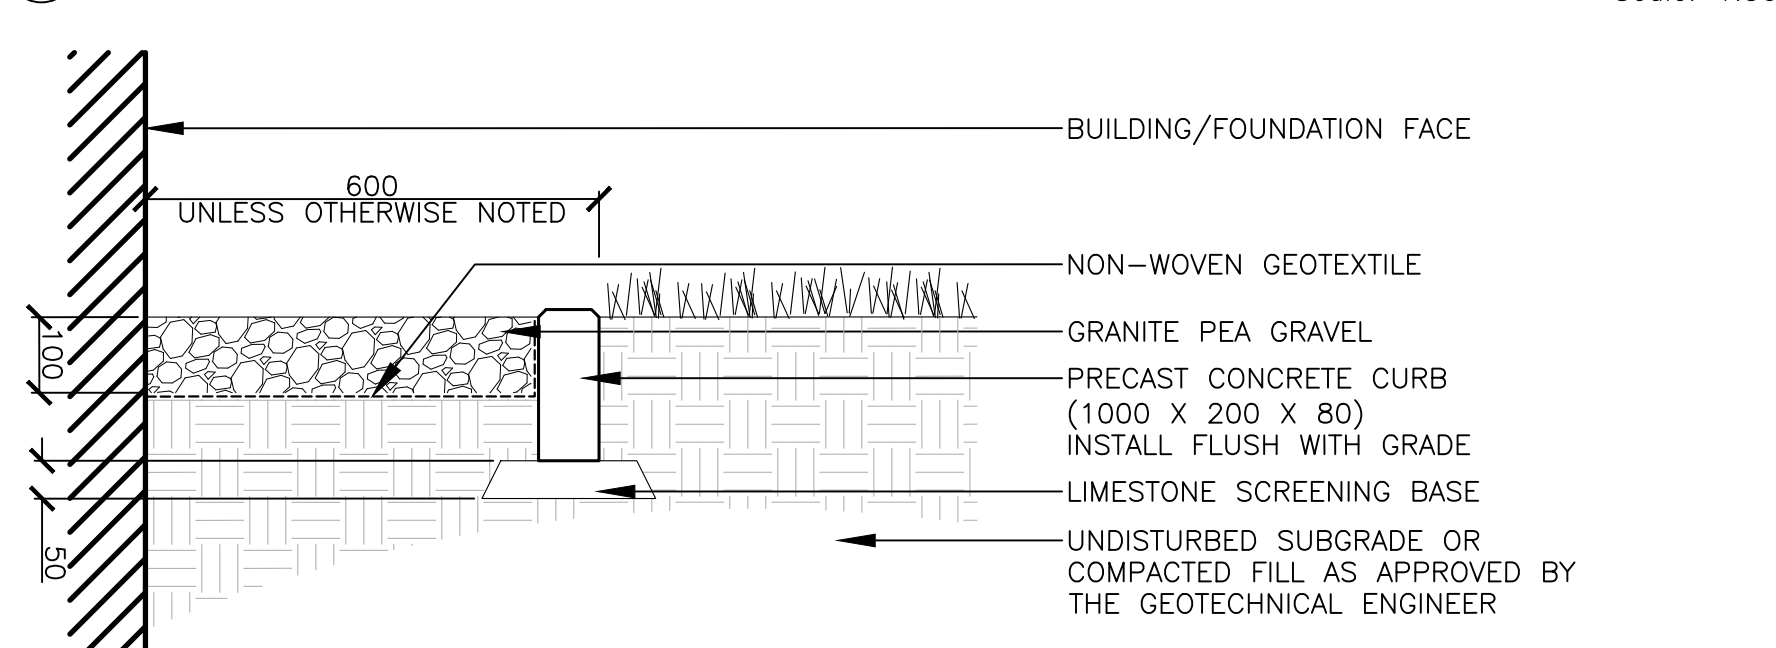 BUILDING/FOUNDATION FACE
600
UNLESS OTHERWISE NOTED
NON-WOVEN GEOTEXTILE
100
GRANITE PEA GRAVEL
PRECAST CONCRETE CURB
(1000 X 200 X 80)
INSTALL FLUSH WITH GRADE
LIMESTONE SCREENING BASE
50
UNDISTURBED SUBGRADE OR
COMPACTED FILL AS APPROVED BY
THE GEOTECHNICAL ENGINEER